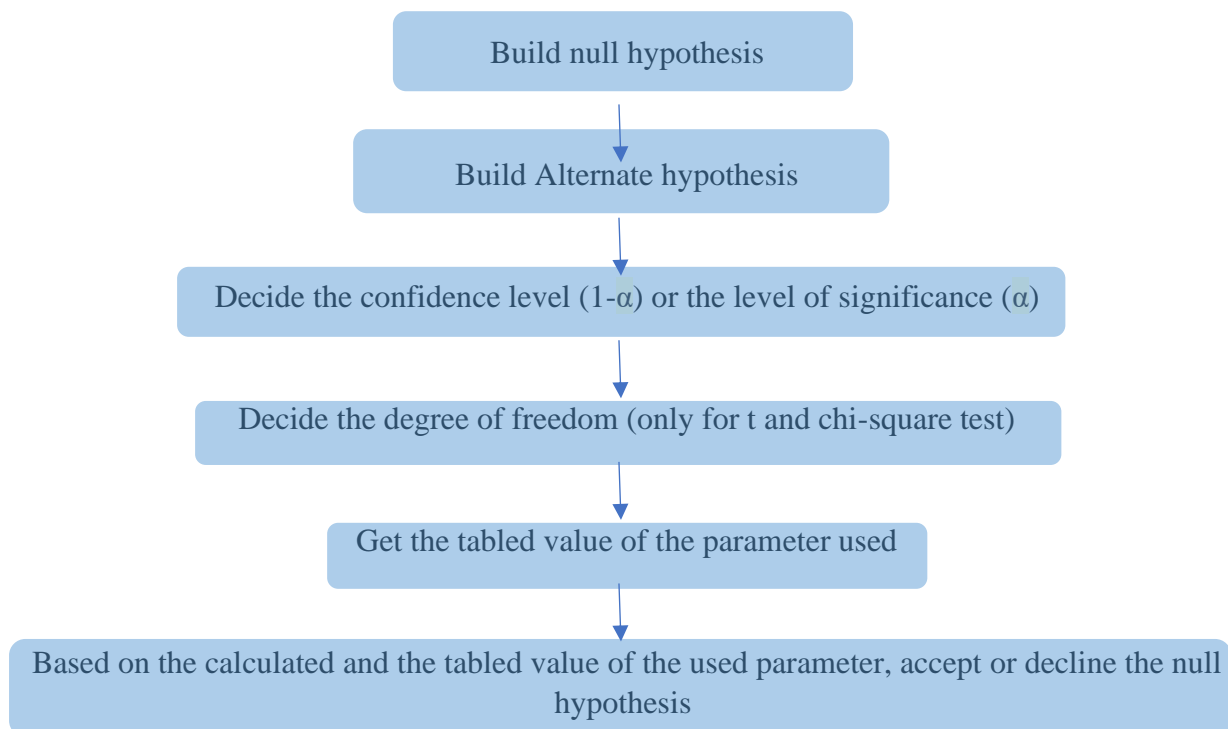 Build null hypothesis
Build Alternate hypothesis
Decide the confidence level (1-α) or the level of significance (α)
Decide the degree of freedom (only for t and chi-square test)
Get the tabled value of the parameter used
Based on the calculated and the tabled value of the used parameter, accept or decline the null
hypothesis